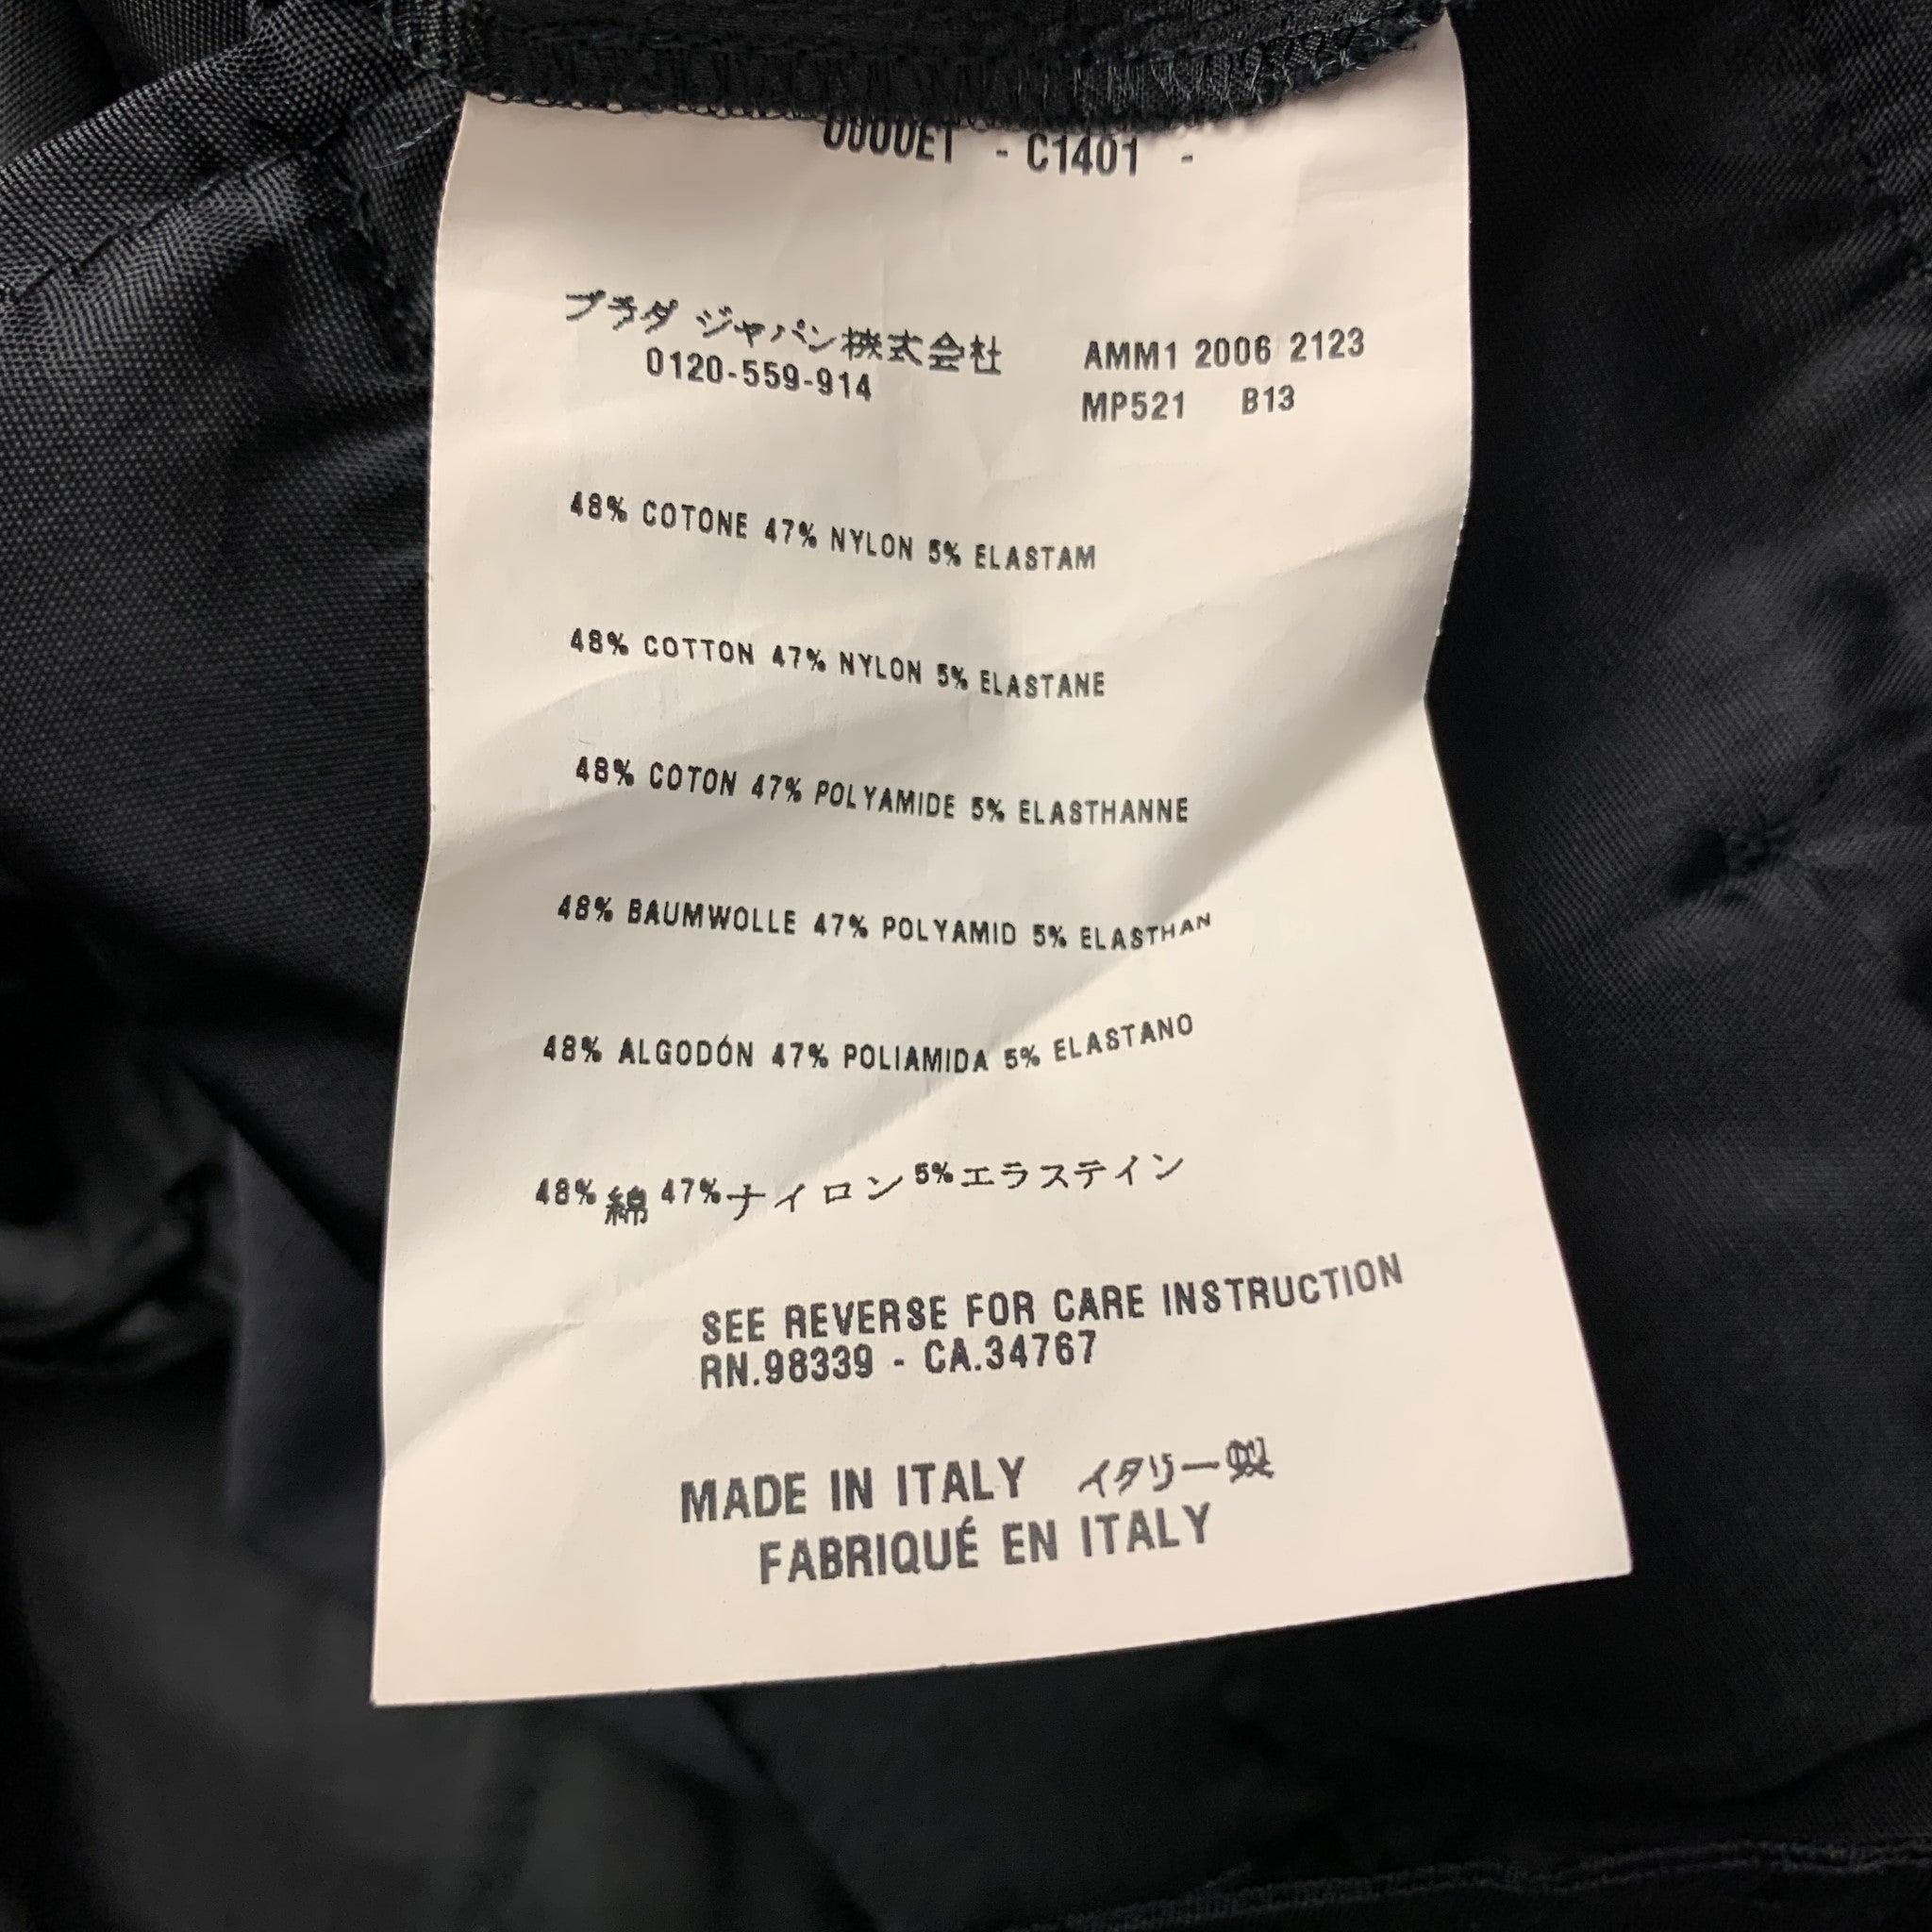 - C1401 -
プラダ ジャパン株式会社
0120-559-914
AMM1 2006 2123
MP521 B13
48% COTONE 47% NYLON 5% ELASTAM
48% COTTON 47% NYLON 5% ELASTANE
48% COTON 47% POLYAMIDE 5% ELASTHANNE
48% BAUMWOLLE 47% POLYAMID 5% ELASTHAN
48% ALGODÓN 47% POLIAMIDA 5% ELASTANO
48% 綿 47% ナイロン 5% エラステイン
SEE REVERSE FOR CARE INSTRUCTION
RN.98339 - CA.34767
MADE IN ITALY イタリー製
FABRIQUÉ EN ITALY